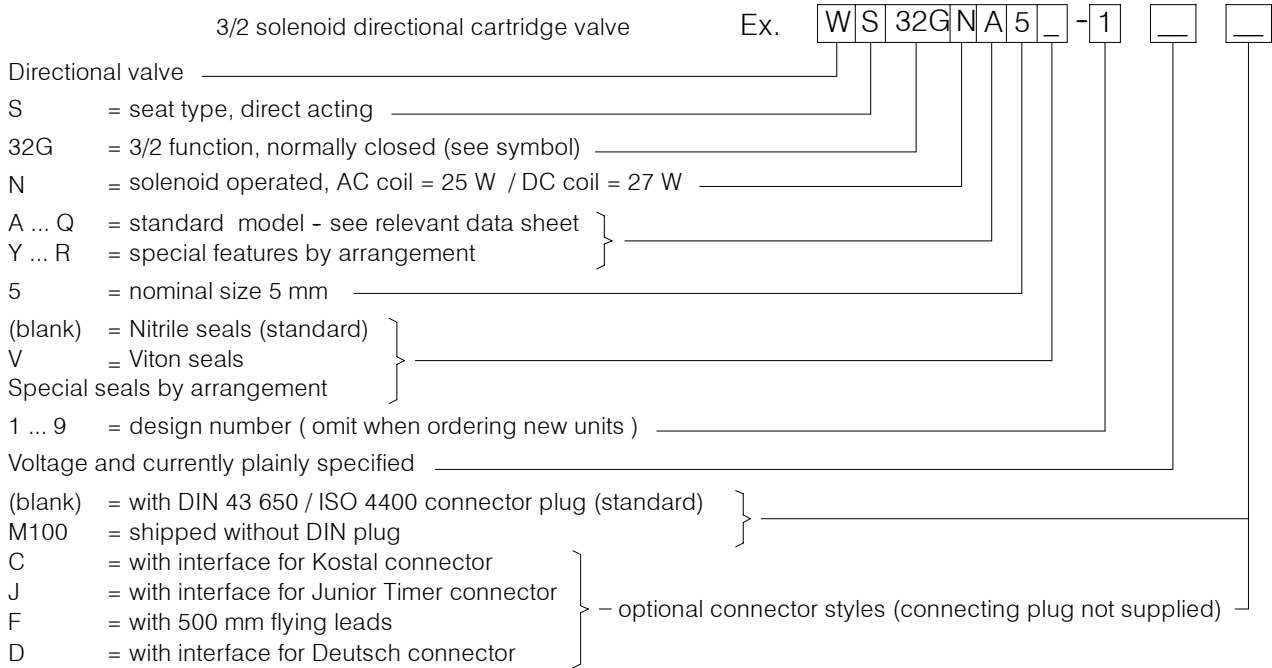 3/2 solenoid directional cartridge valve Ex. W S 32G N A 5 _ - 1 __ __
Directional valve
S = seat type, direct acting
32G = 3/2 function, normally closed (see symbol)
N = solenoid operated, AC coil = 25 W / DC coil = 27 W
A ... Q = standard model - see relevant data sheet
Y ... R = special features by arrangement
5 = nominal size 5 mm
(blank) = Nitrile seals (standard)
V = Viton seals
Special seals by arrangement
1 ... 9 = design number ( omit when ordering new units )
Voltage and currently plainly specified
(blank) = with DIN 43 650 / ISO 4400 connector plug (standard)
M100 = shipped without DIN plug
C = with interface for Kostal connector
J = with interface for Junior Timer connector
F = with 500 mm flying leads – optional connector styles (connecting plug not supplied)
D = with interface for Deutsch connector